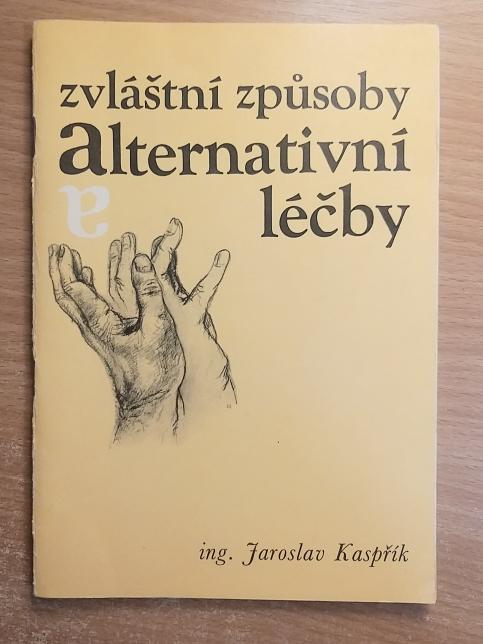 zvláštní způsoby
alternativní
a
léčby
ing. Jaroslav Kaspřík